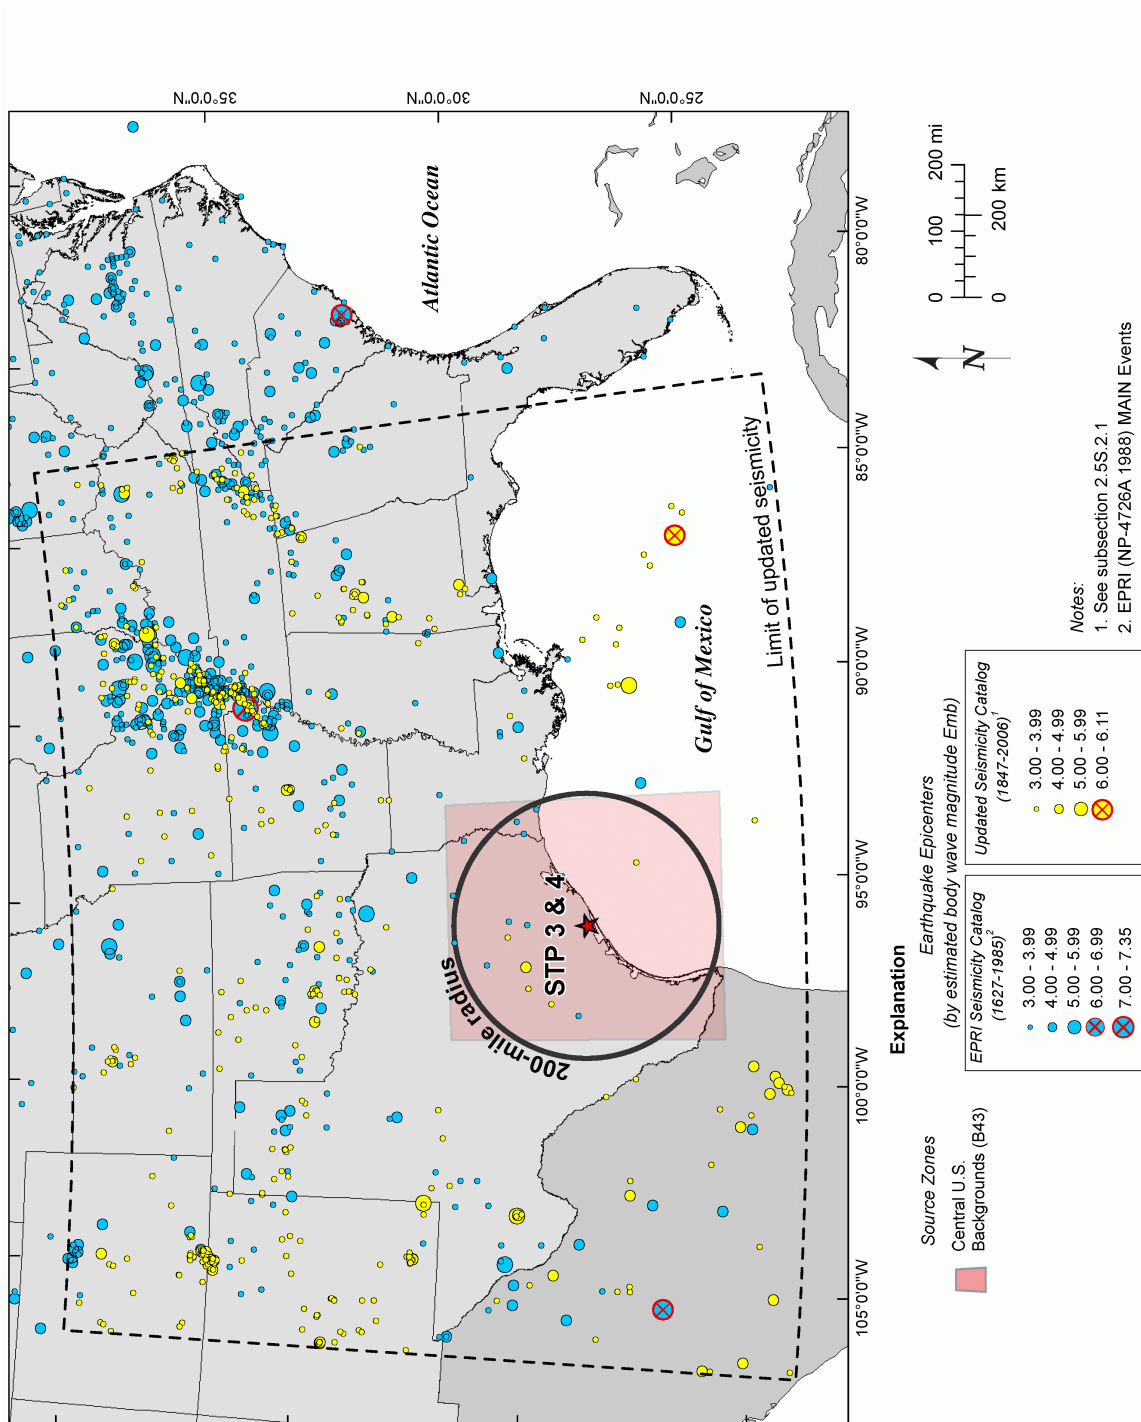 35°0'0"N
30°0'0"N
25°0'0"N
Atlantic Ocean
Gulf of Mexico
Limit of updated seismicity
STP 3 & 4
200-mile radius
80°0'0"W
85°0'0"W
90°0'0"W
95°0'0"W
100°0'0"W
105°0'0"W
0 100 200 mi
0 200 km
N
Explanation
Source Zones
Central U.S.
Backgrounds (B43)
Earthquake Epicenters
(by estimated body wave magnitude Emb)
EPRI Seismicity Catalog
(1627-1985)²
3.00 - 3.99
4.00 - 4.99
5.00 - 5.99
6.00 - 6.99
7.00 - 7.35
Updated Seismicity Catalog
(1847-2006)¹
3.00 - 3.99
4.00 - 4.99
5.00 - 5.99
6.00 - 6.11
Notes:
1. See subsection 2.5S.2.1
2. EPRI (NP-4726A 1988) MAIN Events